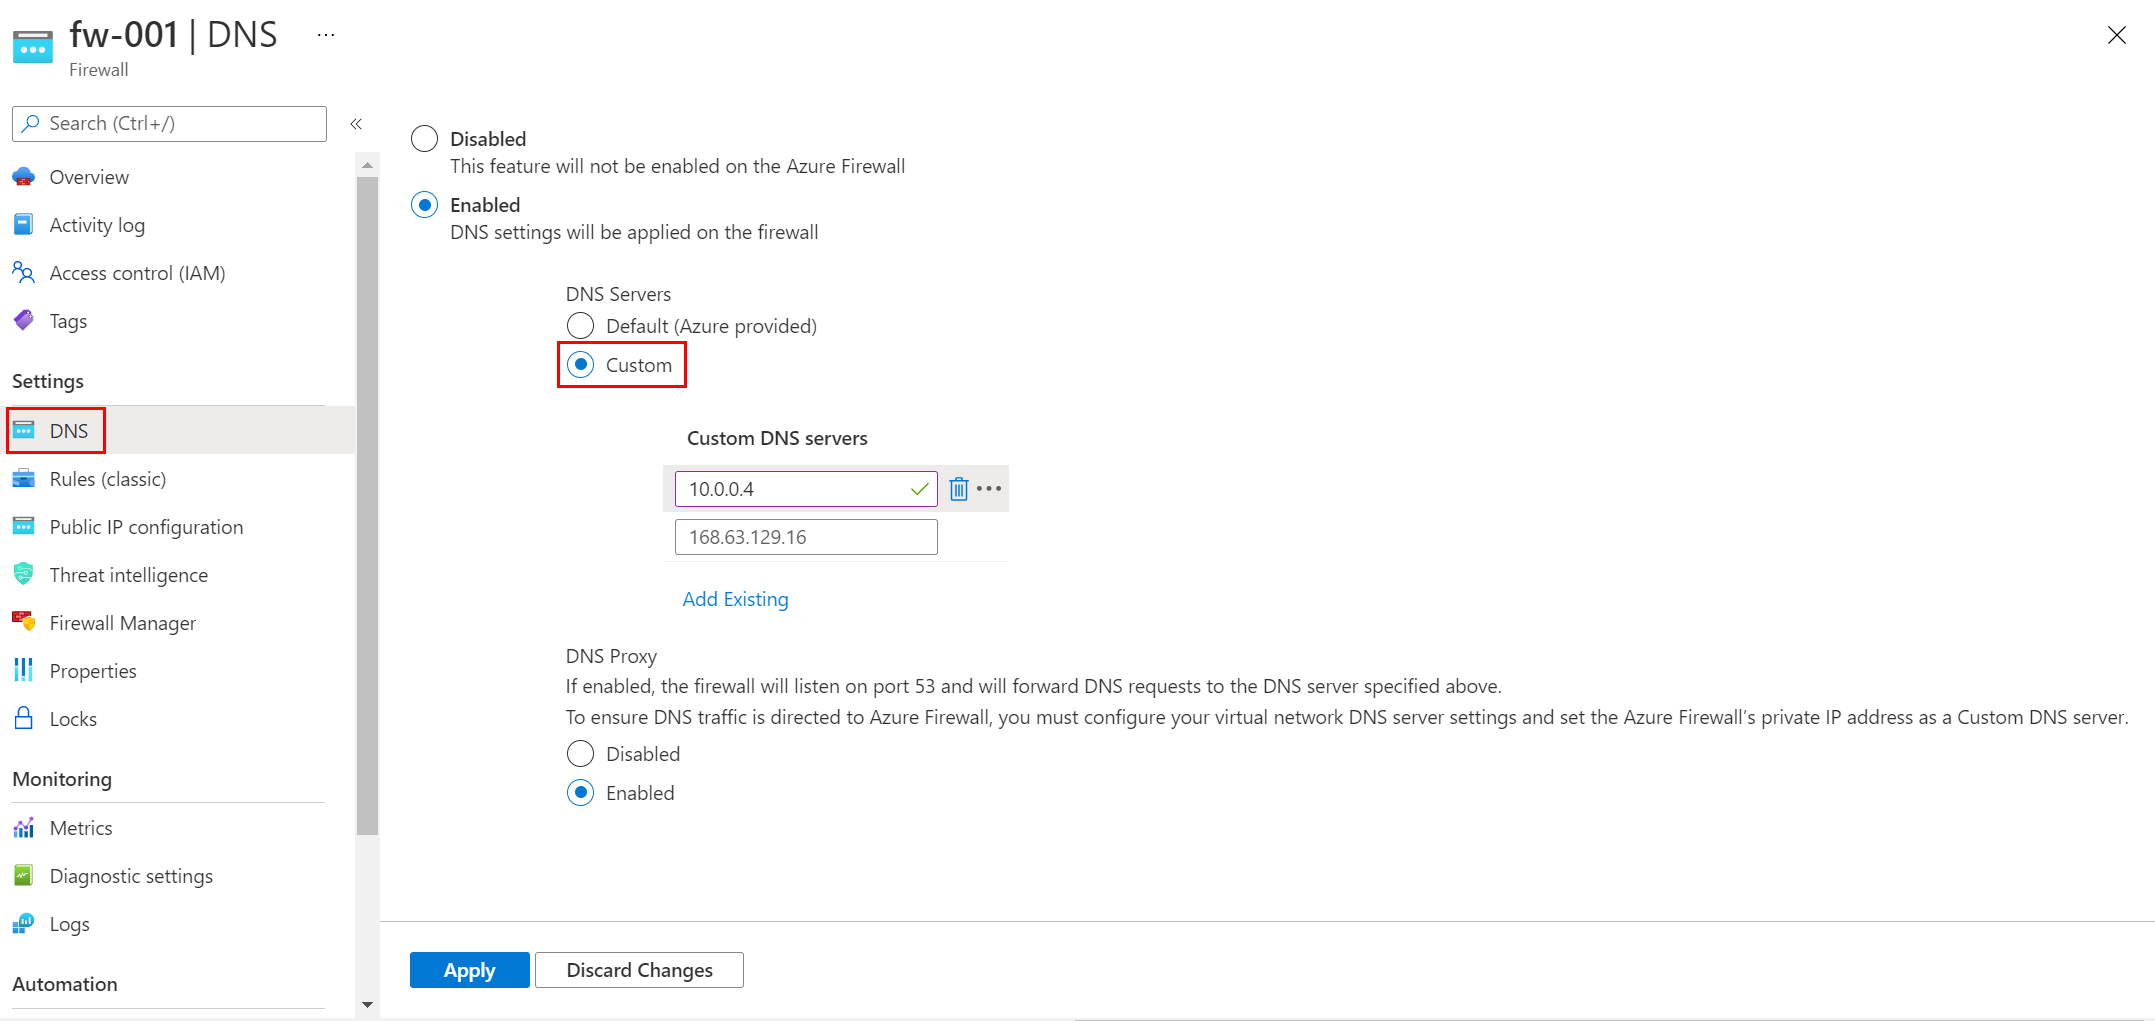 fw-001 | DNS ...
Firewall
Search (Ctrl+/)
Overview
Activity log
Access control (IAM)
Tags
Settings
DNS
Rules (classic)
Public IP configuration
Threat intelligence
Firewall Manager
Properties
Locks
Monitoring
Metrics
Diagnostic settings
Logs
Automation
Disabled
This feature will not be enabled on the Azure Firewall
Enabled
DNS settings will be applied on the firewall
DNS Servers
Default (Azure provided)
Custom
Custom DNS servers
10.0.0.4
168.63.129.16
Add Existing
DNS Proxy
If enabled, the firewall will listen on port 53 and will forward DNS requests to the DNS server specified above.
To ensure DNS traffic is directed to Azure Firewall, you must configure your virtual network DNS server settings and set the Azure Firewall’s private IP address as a Custom DNS server.
Disabled
Enabled
Apply
Discard Changes